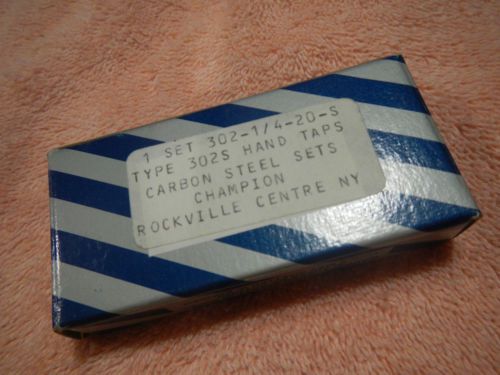 1 SET 302-1/4-20-S
TYPE 302S HAND TAPS
CARBON STEEL SETS
CHAMPION
ROCKVILLE CENTRE NY